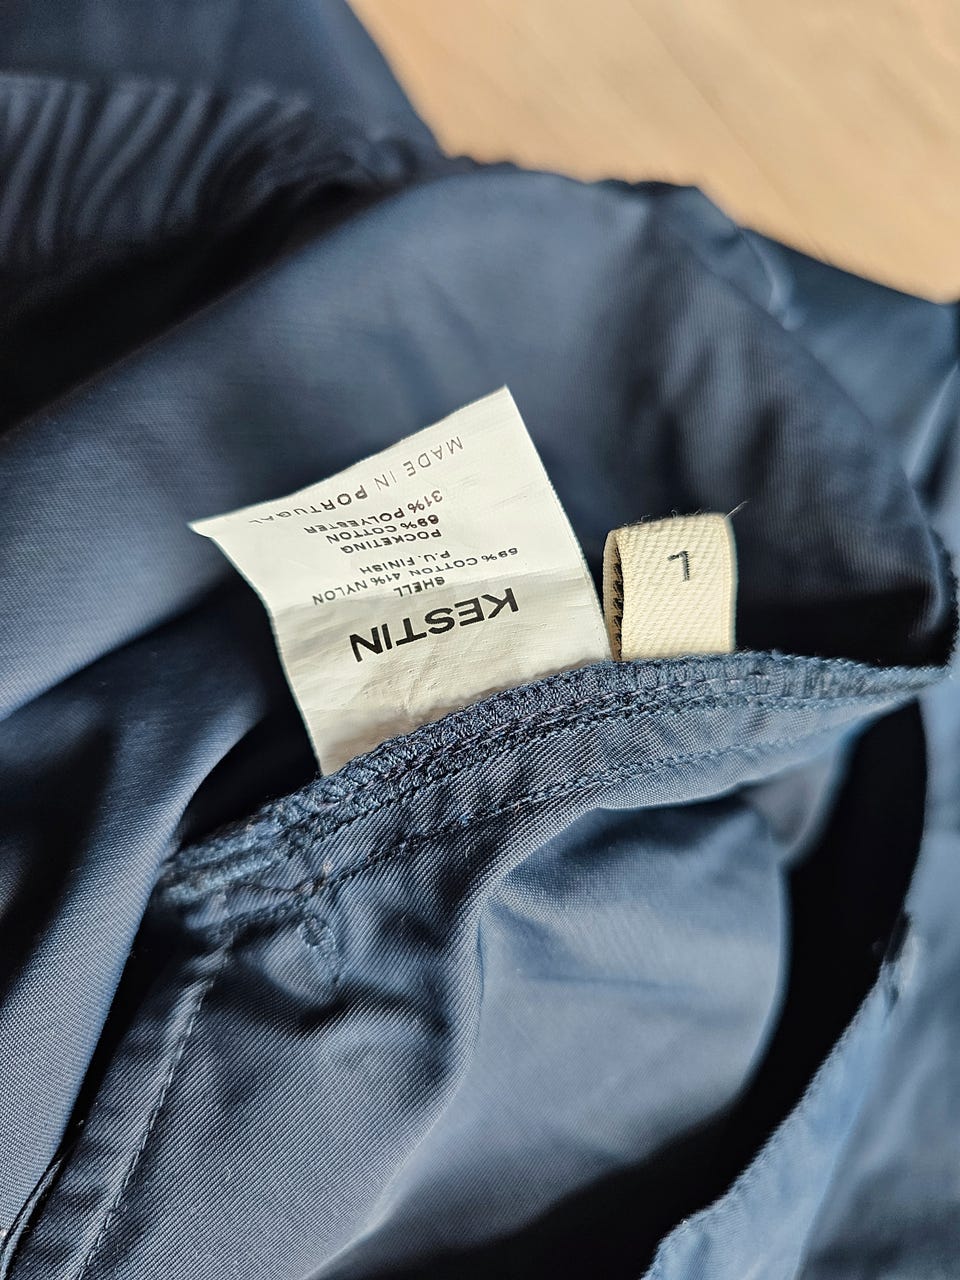 KESTIN
SHELL
59% COTTON 41% NYLON
P.U. FINISH
POCKETING
69% COTTON
31% POLYESTER
MADE IN PORTUGAL
L